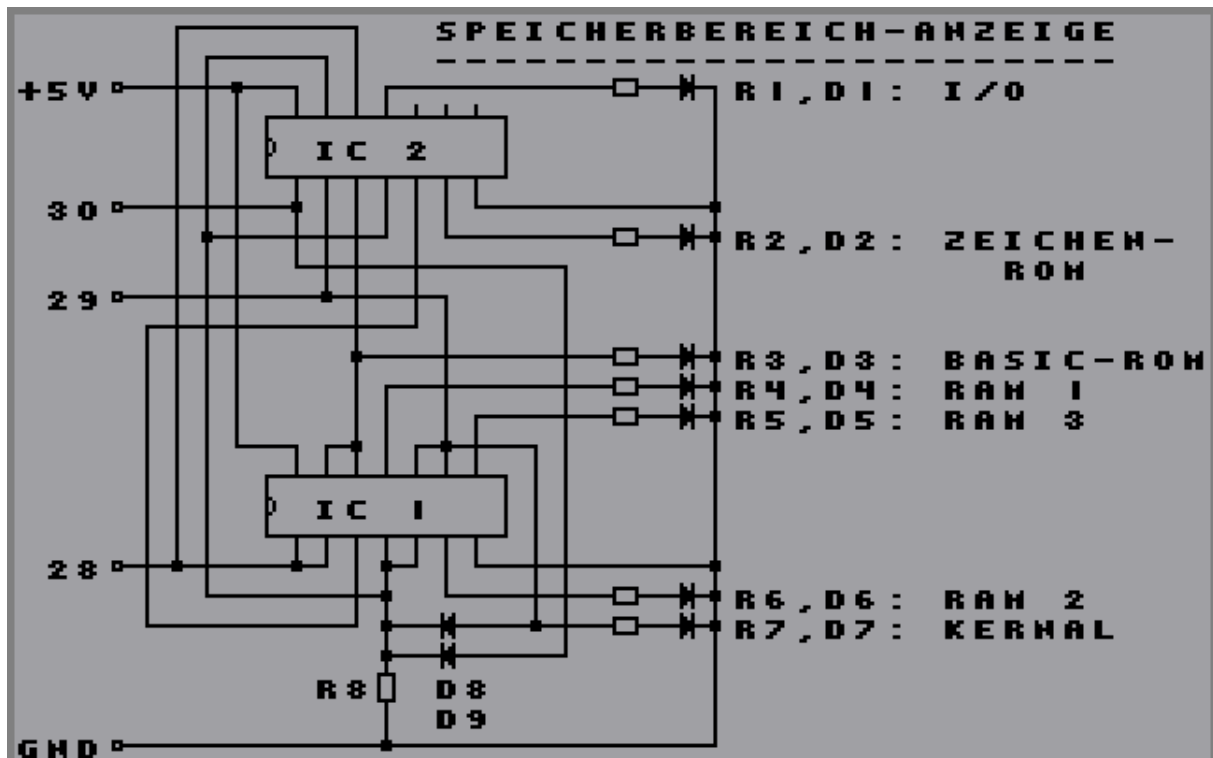 SPEICHERBEREICH-ANZEIGE
+5V
R1,D1: I/O
IC 2
30
R2,D2: ZEICHEN-
ROM
29
R3,D3: BASIC-ROM
R4,D4: RAM 1
R5,D5: RAM 3
IC 1
28
R6,D6: RAM 2
R7,D7: KERNAL
R8 D8
D9
GND